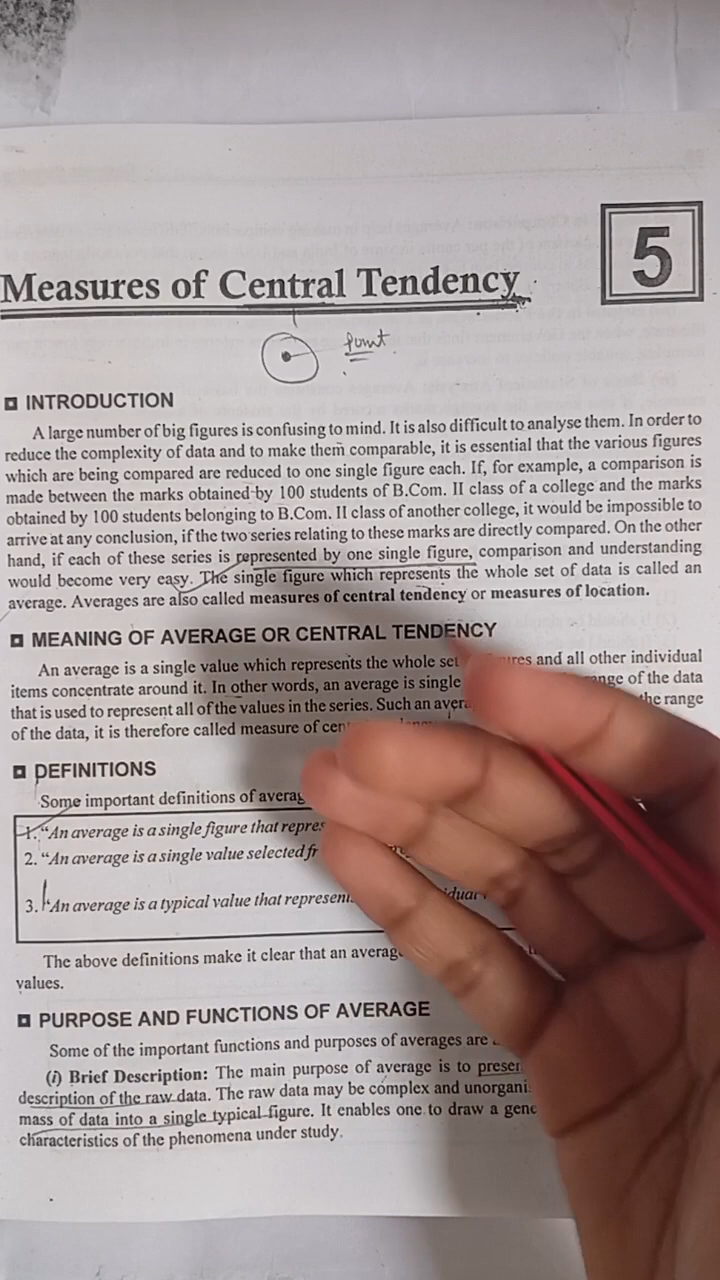 5
Measures of Central Tendency
Point
INTRODUCTION
A large number of big figures is confusing to mind. It is also difficult to analyse them. In order to
reduce the complexity of data and to make them comparable, it is essential that the various figures
which are being compared are reduced to one single figure each. If, for example, a comparison is
made between the marks obtained by 100 students of B.Com. II class of a college and the marks
obtained by 100 students belonging to B.Com. II class of another college, it would be impossible to
arrive at any conclusion, if the two series relating to these marks are directly compared. On the other
hand, if each of these series is represented by one single figure, comparison and understanding
would become very easy. The single figure which represents the whole set of data is called an
average. Averages are also called measures of central tendency or measures of location.
MEANING OF AVERAGE OR CENTRAL TENDENCY
An average is a single value which represents the whole set and all other individual
items concentrate around it. In other words, an average is single of the data
that is used to represent all of the values in the series. Such an the range
of the data, it is therefore called measure of
DEFINITIONS
Some important definitions of
1. "An average is a single figure that
2. "An average is a single value selected
3. "An average is a typical value that
The above definitions make it clear that an
values.
PURPOSE AND FUNCTIONS OF AVERAGE
Some of the important functions and purposes of averages are
(i) Brief Description: The main purpose of average is to
description of the raw data. The raw data may be complex and
mass of data into a single typical figure. It enables one to draw a
characteristics of the phenomena under study.